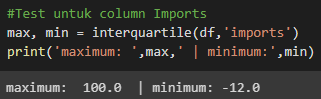 #Test untuk column Imports
max, min = interquartile(df,'imports')
print('maximum: ',max,' | minimum:',min)
maximum:  100.0  | minimum: -12.0